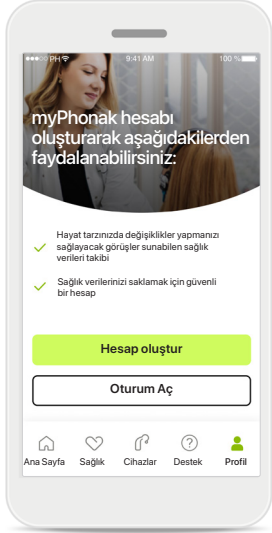 PH
9:41 AM
100 %
myPhonak hesabı
oluşturarak aşağıdakilerden
faydalanabilirsiniz:
Hayat tarzınızda değişiklikler yapmanızı
sağlayacak görüşler sunabilen sağlık
verileri takibi
Sağlık verilerinizi saklamak için güvenli
bir hesap
Hesap oluştur
Oturum Aç
Ana Sayfa
Sağlık
Cihazlar
Destek
Profil